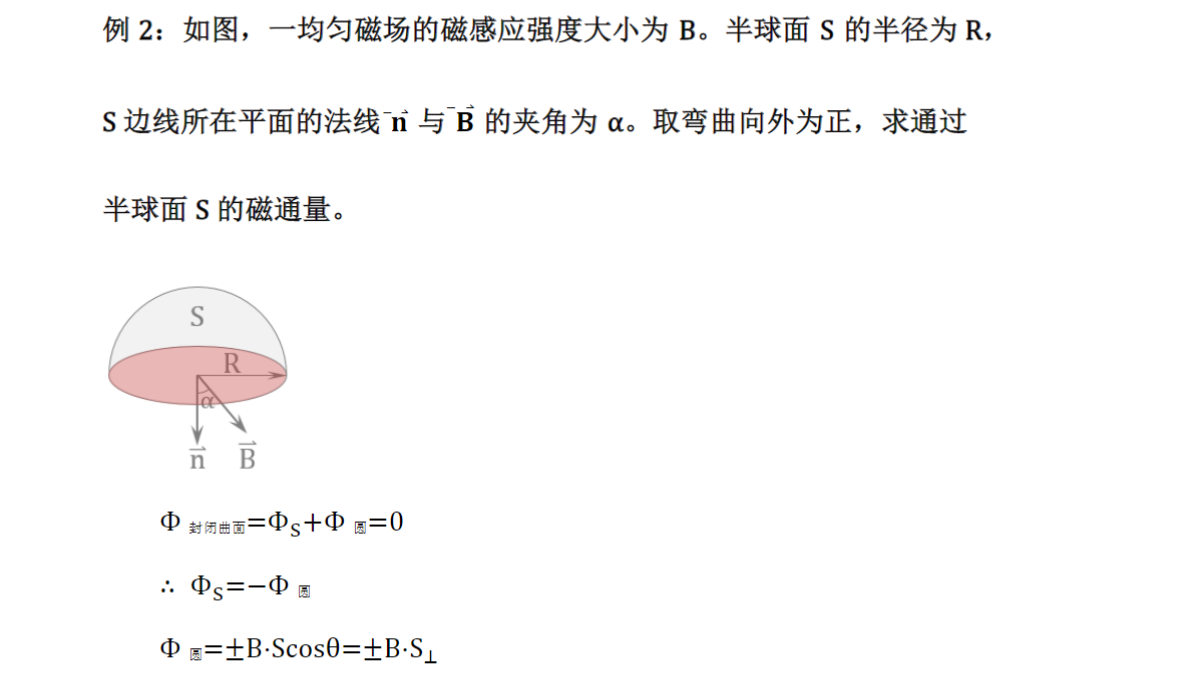 例 2：如图，一均匀磁场的磁感应强度大小为 B。半球面 S 的半径为 R，
S 边线所在平面的法线 n⃗ 与 B⃗ 的夹角为 α。取弯曲向外为正，求通过
半球面 S 的磁通量。
S
R
α
n⃗ B⃗
Φ 封闭曲面=Φ_S+Φ 圆=0
∴ Φ_S=−Φ 圆
Φ 圆=±B·Scosθ=±B·S⊥